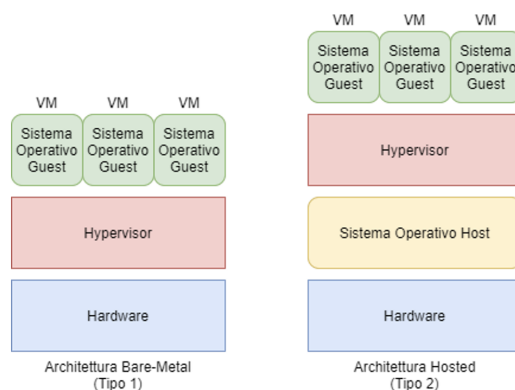 VM VM VM
Sistema Operativo Guest
Sistema Operativo Guest
Sistema Operativo Guest
Hypervisor
Hardware
Architettura Bare-Metal
(Tipo 1)
VM VM VM
Sistema Operativo Guest
Sistema Operativo Guest
Sistema Operativo Guest
Hypervisor
Sistema Operativo Host
Hardware
Architettura Hosted
(Tipo 2)